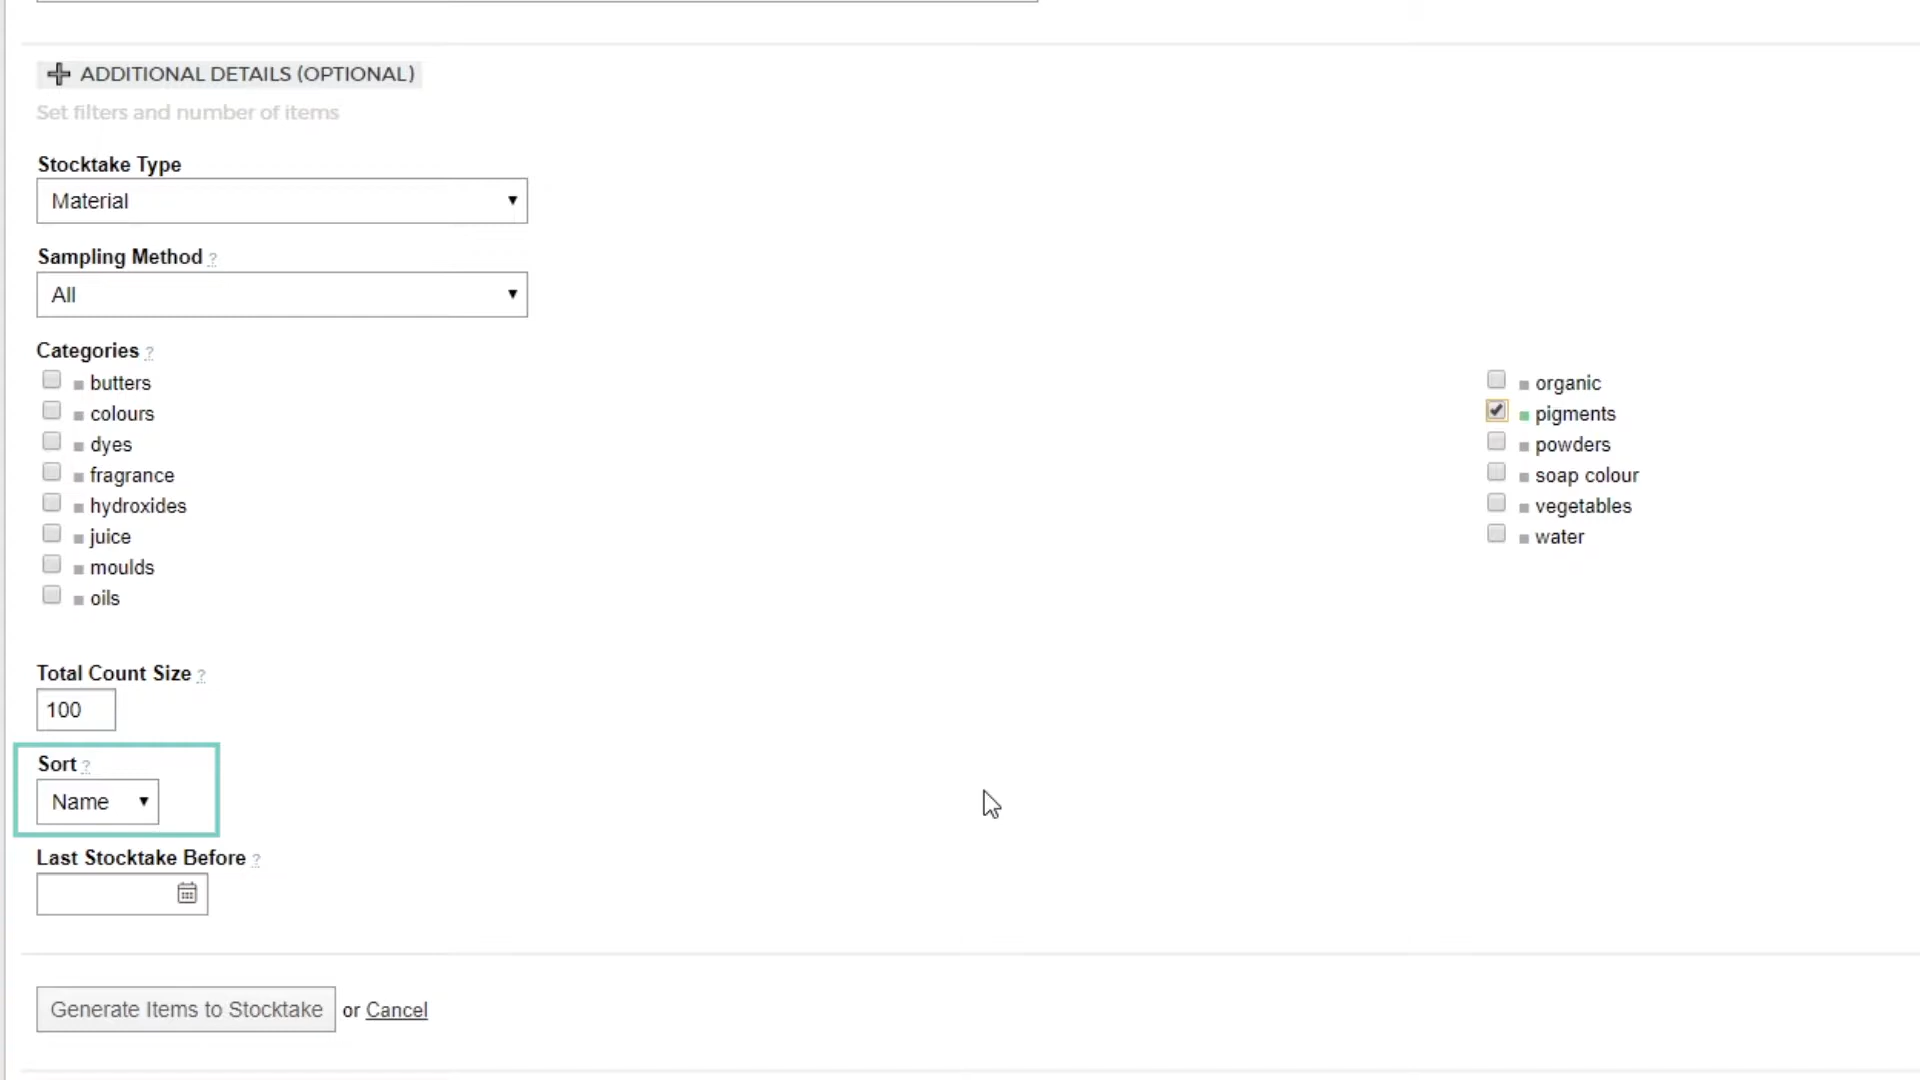 ADDITIONAL DETAILS (OPTIONAL)
Set filters and number of items
Stocktake Type
Material
Sampling Method ?
All
Categories ?
butters
colours
dyes
fragrance
hydroxides
juice
moulds
oils
organic
pigments
powders
soap colour
vegetables
water
Total Count Size ?
100
Sort ?
Name
Last Stocktake Before ?
Generate Items to Stocktake or Cancel